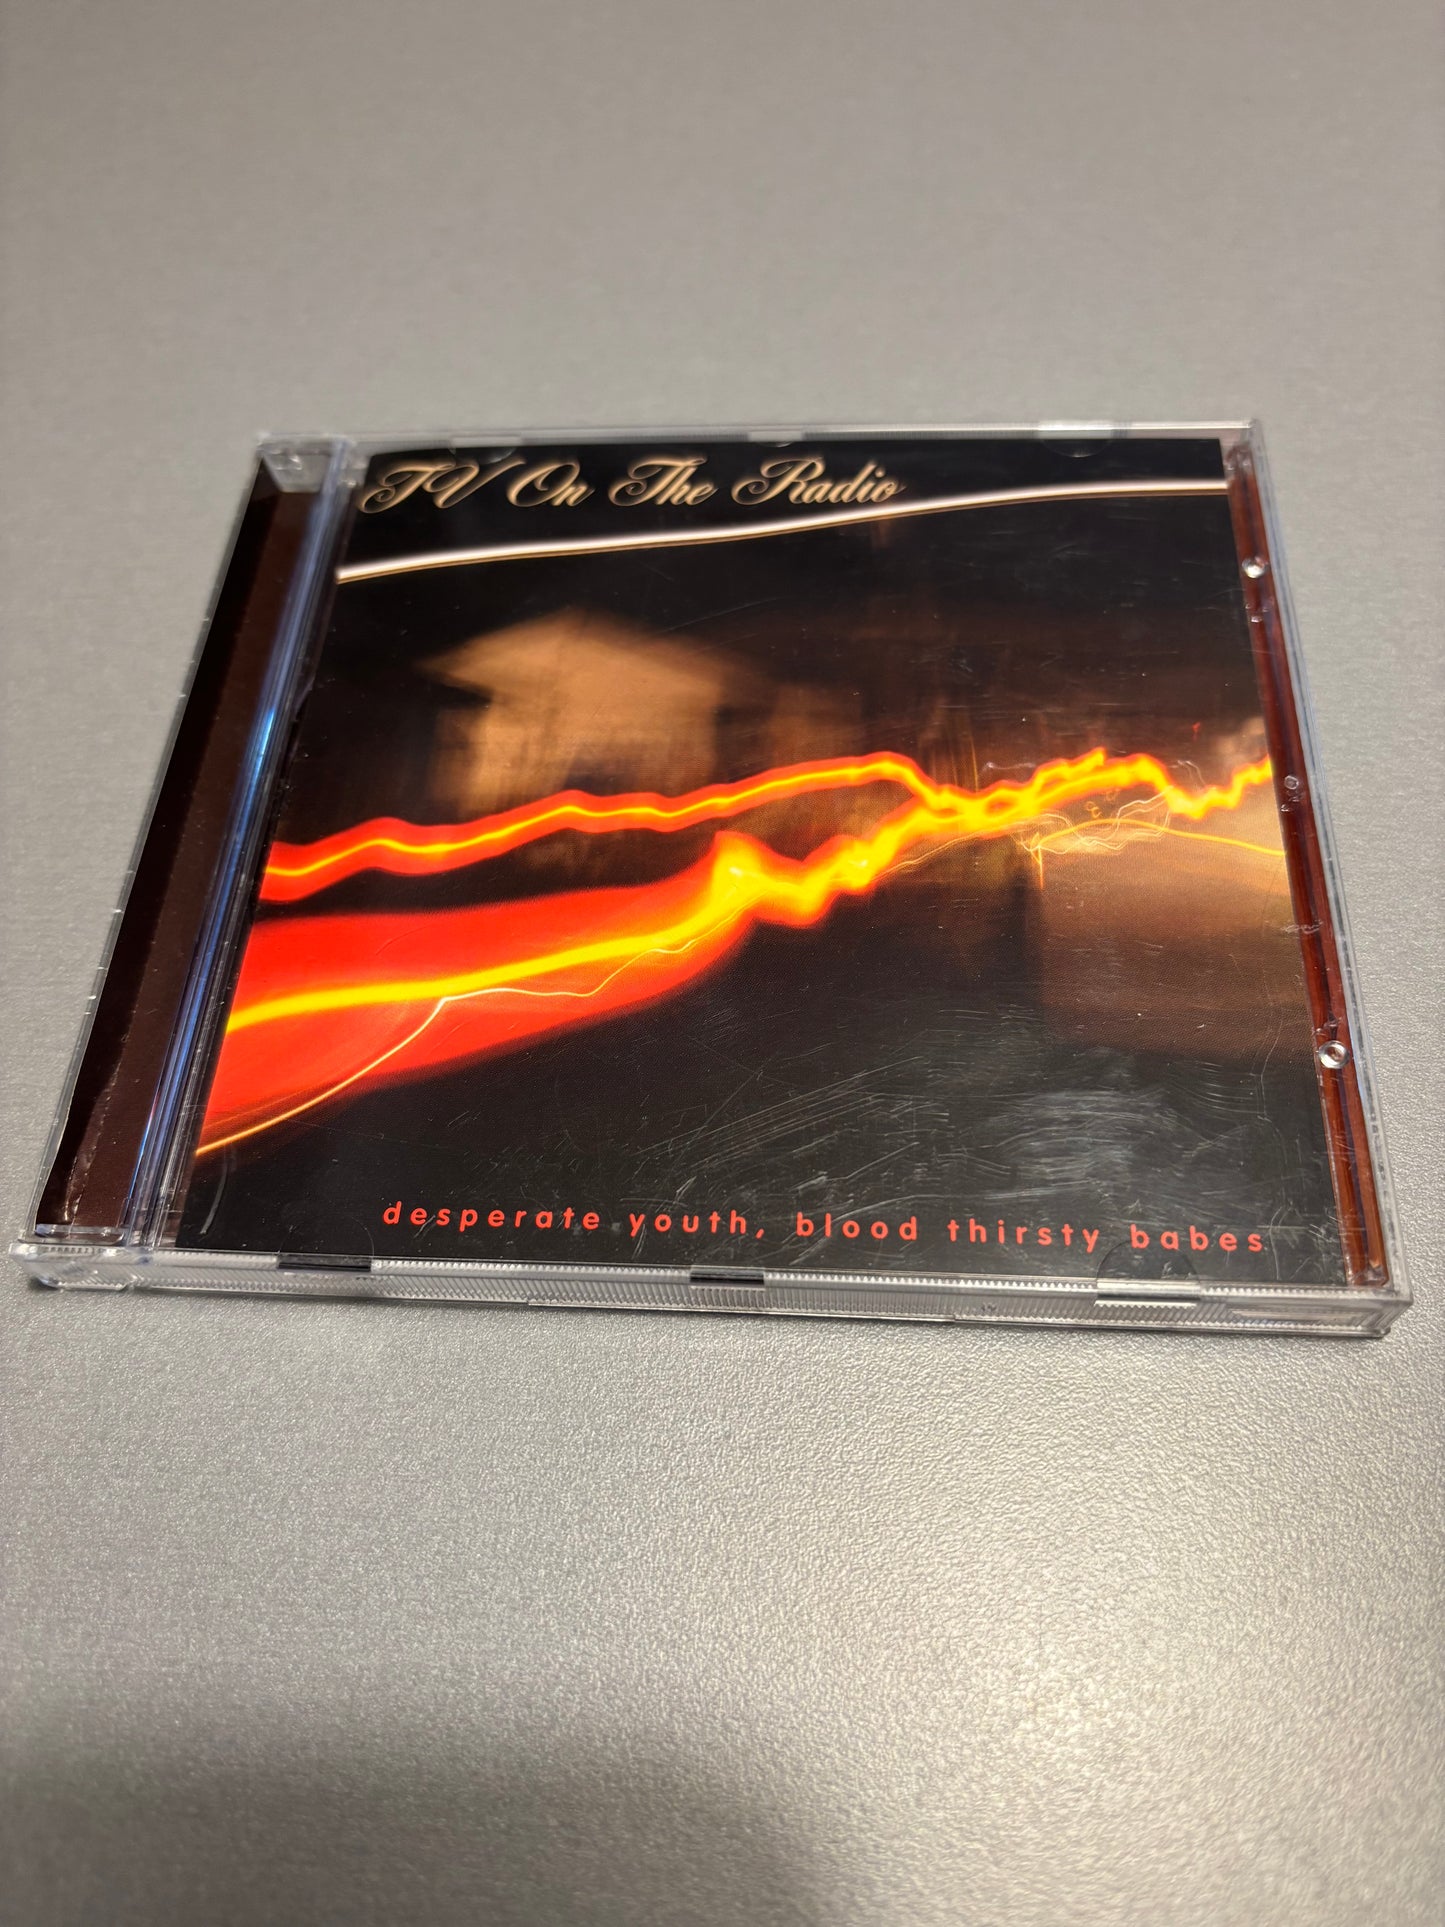 TV On The Radio
desperate youth, blood thirsty babes